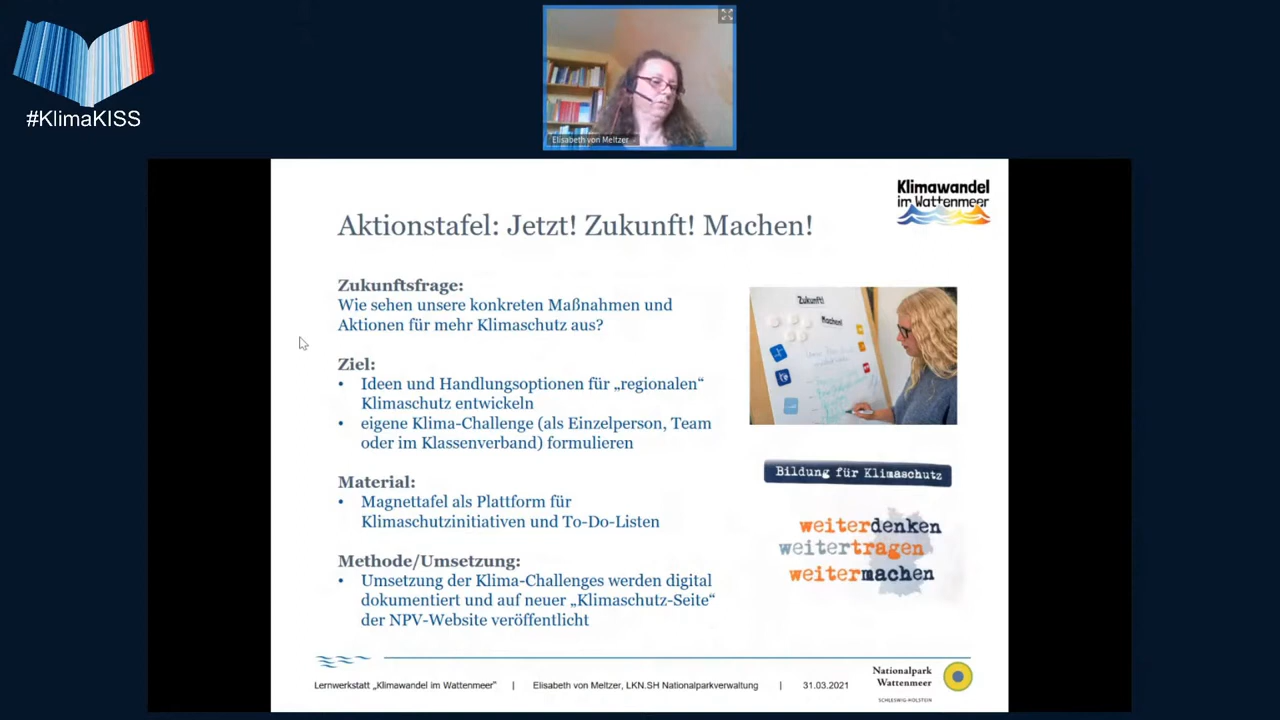 #KlimaKISS
Elisabeth von Meltzer
Klimawandel
im Wattenmeer
Aktionstafel: Jetzt! Zukunft! Machen!
Zukunftsfrage:
Wie sehen unsere konkreten Maßnahmen und
Aktionen für mehr Klimaschutz aus?
Ziel:
• Ideen und Handlungsoptionen für „regionalen“
Klimaschutz entwickeln
• eigene Klima-Challenge (als Einzelperson, Team
oder im Klassenverband) formulieren
Material:
• Magnettafel als Plattform für
Klimaschutzinitiativen und To-Do-Listen
Methode/Umsetzung:
• Umsetzung der Klima-Challenges werden digital
dokumentiert und auf neuer „Klimaschutz-Seite“
der NPV-Website veröffentlicht
Zukunft!
Machen!
Bildung für Klimaschutz
weiterdenken
weitertragen
weitermachen
Lernwerkstatt „Klimawandel im Wattenmeer“ | Elisabeth von Meltzer, LKN.SH Nationalparkverwaltung | 31.03.2021
Nationalpark
Wattenmeer
SCHLESWIG-HOLSTEIN